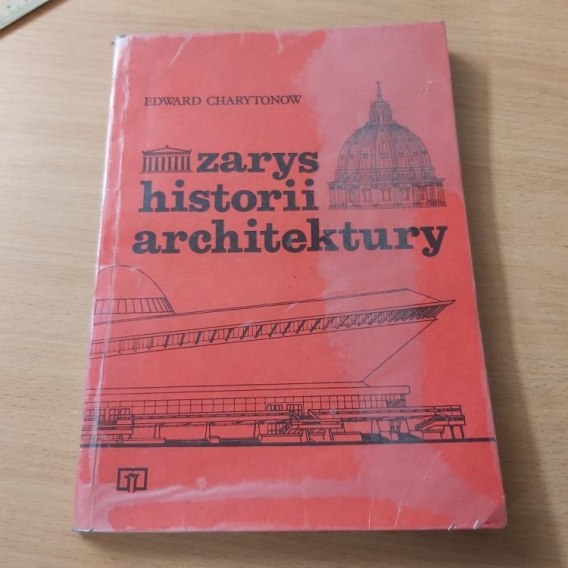 EDWARD CHARYTONOW
zarys
historii
architektury